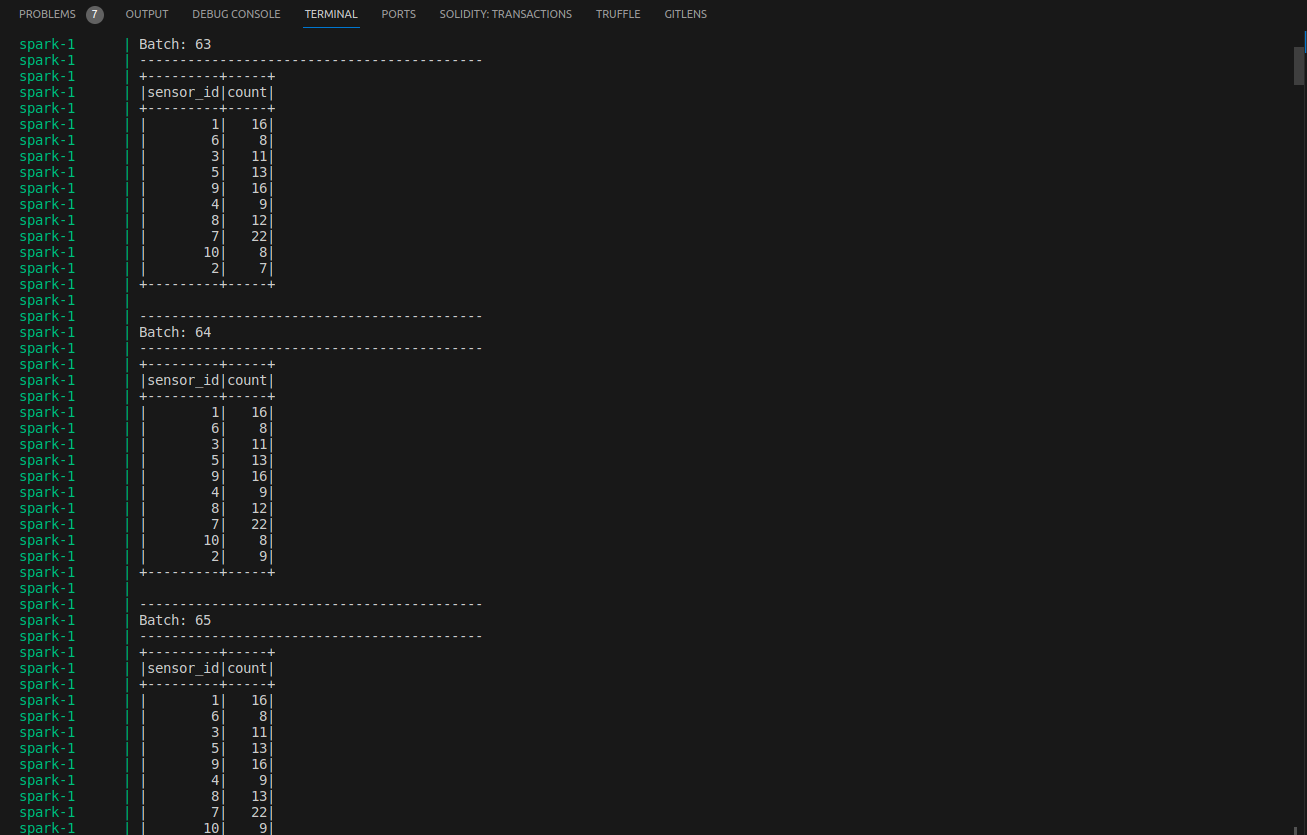 PROBLEMS 7 OUTPUT DEBUG CONSOLE TERMINAL PORTS SOLIDITY: TRANSACTIONS TRUFFLE GITLENS
spark-1      | Batch: 63
spark-1      | -------------------------------------------
spark-1      | +---------+-----+
spark-1      | |sensor_id|count|
spark-1      | +---------+-----+
spark-1      | |        1|   16|
spark-1      | |        6|    8|
spark-1      | |        3|   11|
spark-1      | |        5|   13|
spark-1      | |        9|   16|
spark-1      | |        4|    9|
spark-1      | |        8|   12|
spark-1      | |        7|   22|
spark-1      | |       10|    8|
spark-1      | |        2|    7|
spark-1      | +---------+-----+
spark-1      |
spark-1      | -------------------------------------------
spark-1      | Batch: 64
spark-1      | -------------------------------------------
spark-1      | +---------+-----+
spark-1      | |sensor_id|count|
spark-1      | +---------+-----+
spark-1      | |        1|   16|
spark-1      | |        6|    8|
spark-1      | |        3|   11|
spark-1      | |        5|   13|
spark-1      | |        9|   16|
spark-1      | |        4|    9|
spark-1      | |        8|   12|
spark-1      | |        7|   22|
spark-1      | |       10|    8|
spark-1      | |        2|    9|
spark-1      | +---------+-----+
spark-1      |
spark-1      | -------------------------------------------
spark-1      | Batch: 65
spark-1      | -------------------------------------------
spark-1      | +---------+-----+
spark-1      | |sensor_id|count|
spark-1      | +---------+-----+
spark-1      | |        1|   16|
spark-1      | |        6|    8|
spark-1      | |        3|   11|
spark-1      | |        5|   13|
spark-1      | |        9|   16|
spark-1      | |        4|    9|
spark-1      | |        8|   13|
spark-1      | |        7|   22|
spark-1      | |       10|    9|